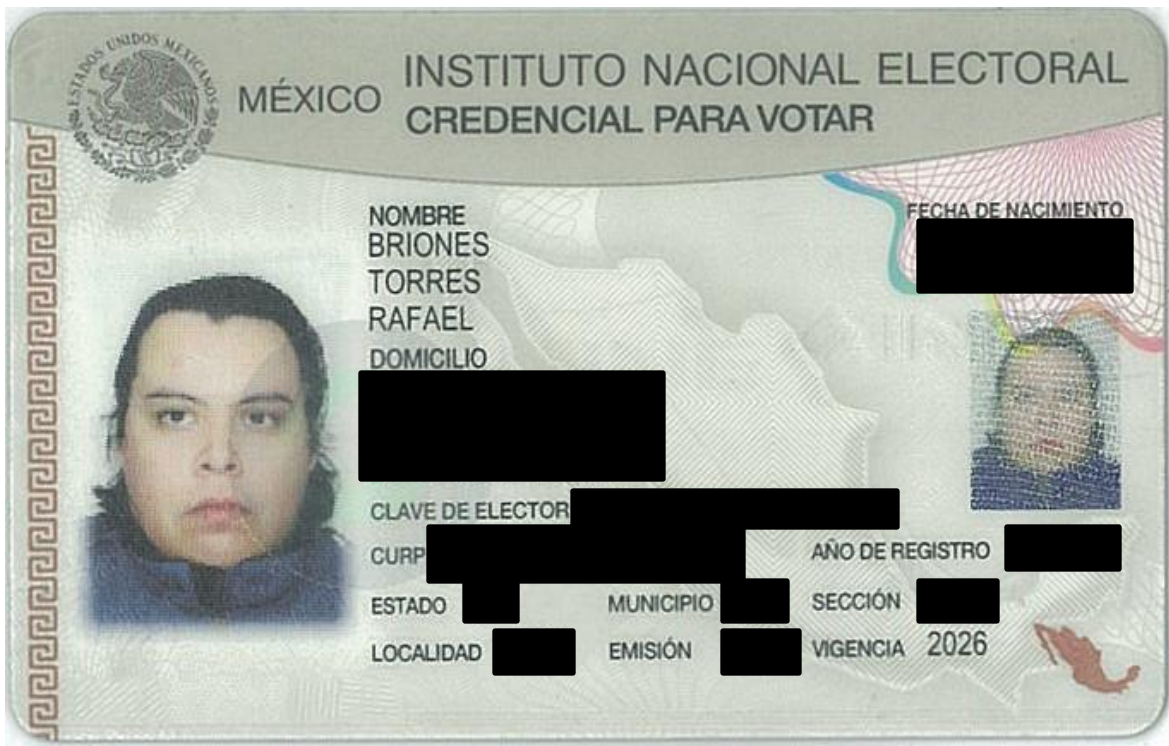 ESTADOS UNIDOS MEXICANOS
MÉXICO
INSTITUTO NACIONAL ELECTORAL
CREDENCIAL PARA VOTAR
NOMBRE
BRIONES
TORRES
RAFAEL
FECHA DE NACIMIENTO
DOMICILIO
CLAVE DE ELECTOR
CURP
AÑO DE REGISTRO
ESTADO
MUNICIPIO
SECCIÓN
LOCALIDAD
EMISIÓN
VIGENCIA 2026